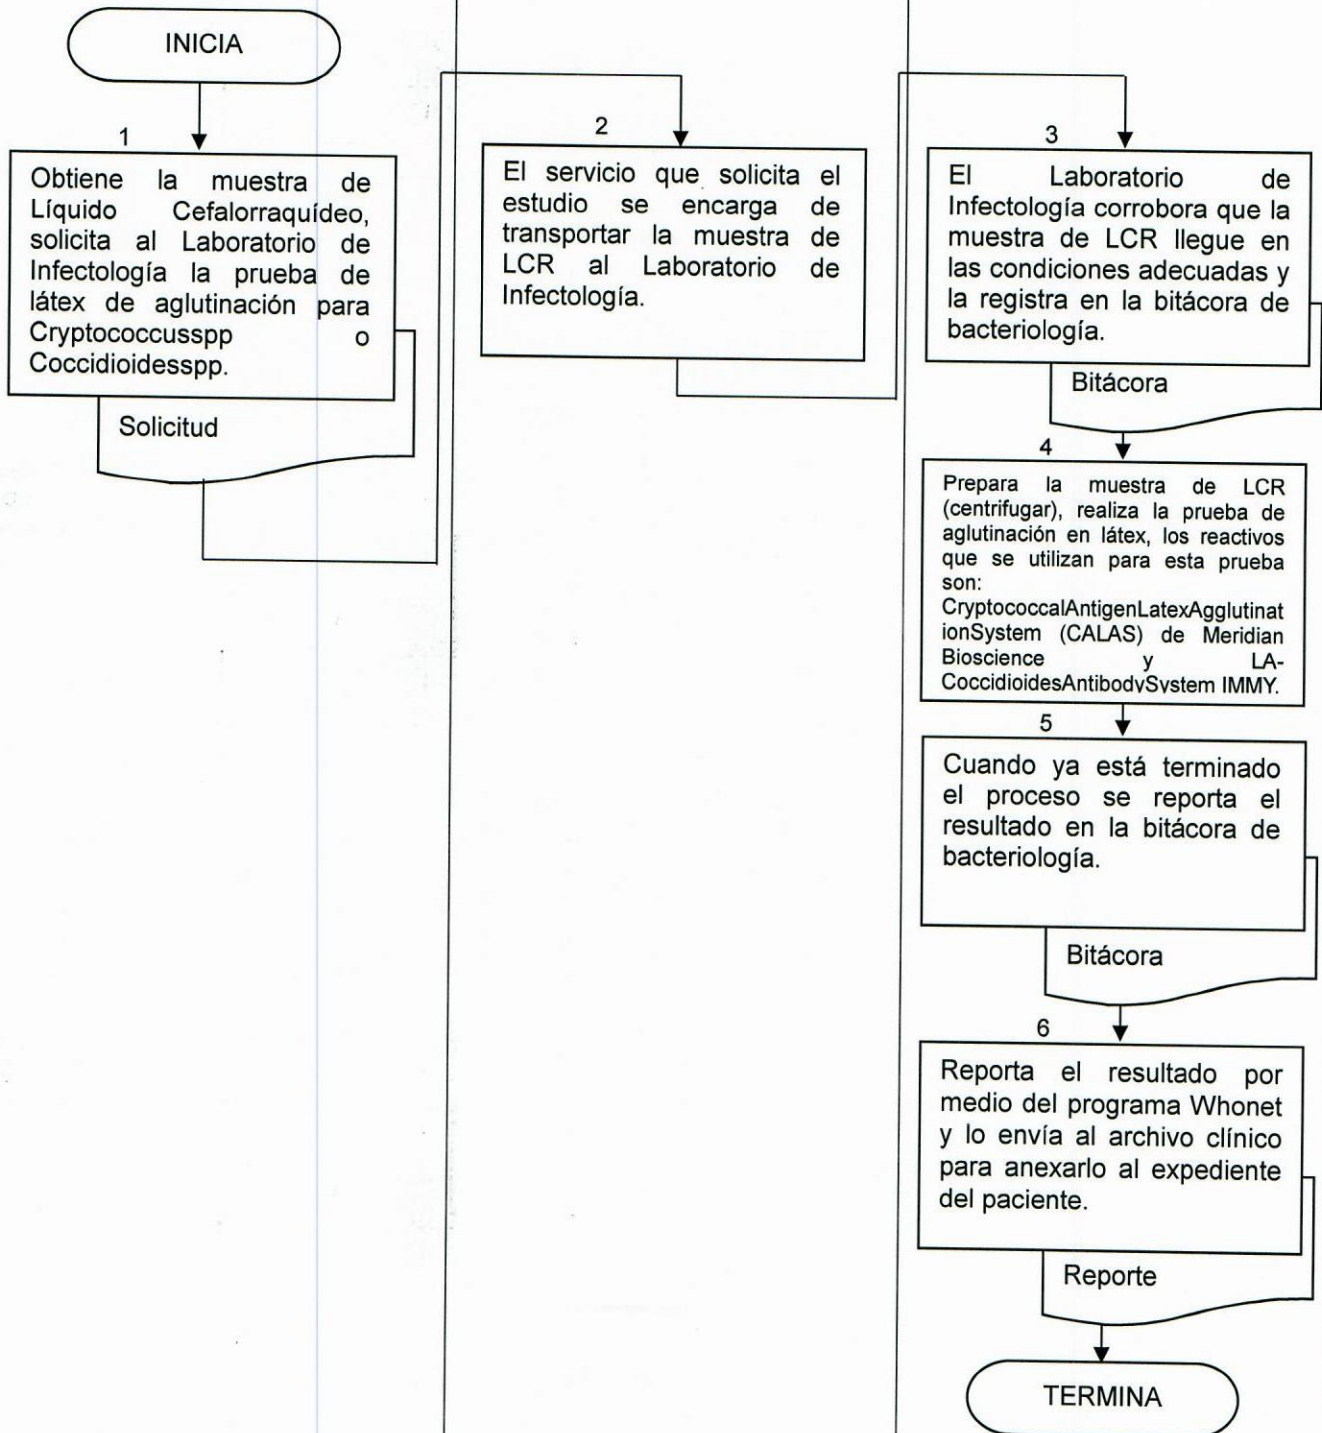 INICIA
1
Obtiene la muestra de
Líquido Cefalorraquídeo,
solicita al Laboratorio de
Infectología la prueba de
látex de aglutinación para
Cryptococcusspp o
Coccidioidesspp.
Solicitud
2
El servicio que solicita el
estudio se encarga de
transportar la muestra de
LCR al Laboratorio de
Infectología.
3
El Laboratorio de
Infectología corrobora que la
muestra de LCR llegue en
las condiciones adecuadas y
la registra en la bitácora de
bacteriología.
Bitácora
4
Prepara la muestra de LCR
(centrifugar), realiza la prueba de
aglutinación en látex, los reactivos
que se utilizan para esta prueba
son:
CryptococcalAntigenLatexAgglutinat
ionSystem (CALAS) de Meridian
Bioscience y LA-
CoccidioidesAntibodySystem IMMY.
5
Cuando ya está terminado
el proceso se reporta el
resultado en la bitácora de
bacteriología.
Bitácora
6
Reporta el resultado por
medio del programa Whonet
y lo envía al archivo clínico
para anexarlo al expediente
del paciente.
Reporte
TERMINA